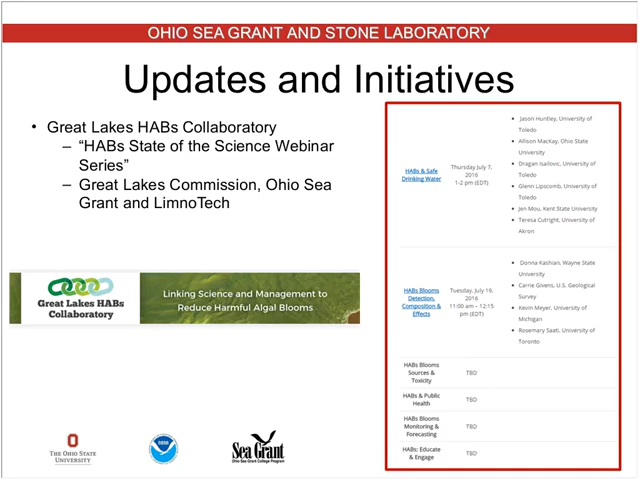 OHIO SEA GRANT AND STONE LABORATORY
Updates and Initiatives
• Great Lakes HABs Collaboratory
– “HABs State of the Science Webinar
Series”
– Great Lakes Commission, Ohio Sea
Grant and LimnoTech
Great Lakes HABs
Collaboratory
Linking Science and Management to
Reduce Harmful Algal Blooms
HABs & Safe
Drinking Water
Thursday July 7,
2016
1-2 pm (EDT)
• Jason Huntley, University of
Toledo
• Allison MacKay, Ohio State
University
• Dragan Isailovic, University of
Toledo
• Glenn Lipscomb, University of
Toledo
• Jen Mou, Kent State University
• Teresa Cutright, University of
Akron
HABs Blooms
Detection,
Composition &
Effects
Tuesday, July 19,
2016
11:00 am – 12:15
pm (EDT)
• Donna Kashian, Wayne State
University
• Carrie Givens, U.S. Geological
Survey
• Kevin Meyer, University of
Michigan
• Rosemary Saati, University of
Toronto
HABs Blooms
Sources &
Toxicity
TBD
HABs & Public
Health
TBD
HABs Blooms
Monitoring &
Forecasting
TBD
HABs: Educate
& Engage
TBD
THE OHIO STATE
UNIVERSITY
NOAA
Sea Grant
Ohio Sea Grant College Program